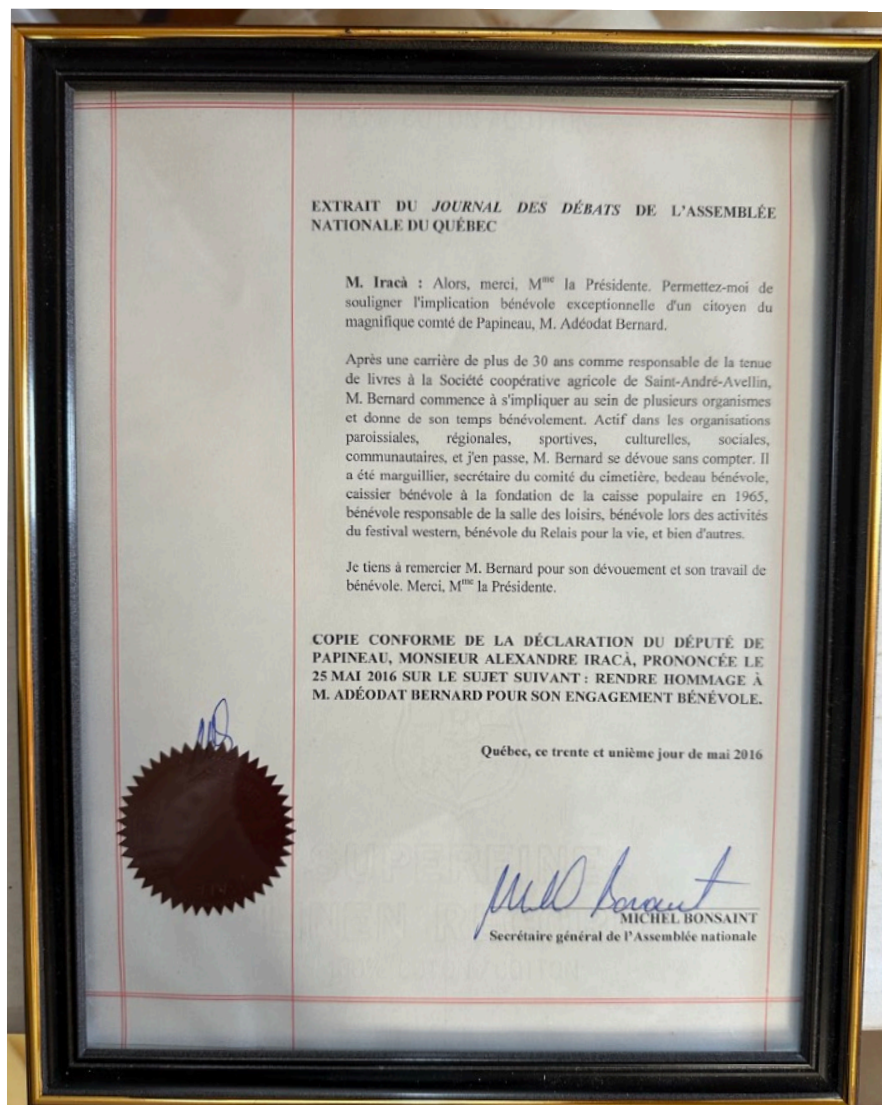 EXTRAIT DU JOURNAL DES DÉBATS DE L'ASSEMBLÉE
NATIONALE DU QUÉBEC
M. Iracà : Alors, merci, Mme la Présidente. Permettez-moi de
souligner l'implication bénévole exceptionnelle d'un citoyen du
magnifique comté de Papineau, M. Adéodat Bernard.
Après une carrière de plus de 30 ans comme responsable de la tenue
de livres à la Société coopérative agricole de Saint-André-Avellin,
M. Bernard commence à s'impliquer au sein de plusieurs organismes
et donne de son temps bénévolement. Actif dans les organisations
paroissiales, régionales, sportives, culturelles, sociales,
communautaires, et j'en passe, M. Bernard se dévoue sans compter. Il
a été marguillier, secrétaire du comité du cimetière, bedeau bénévole,
caissier bénévole à la fondation de la caisse populaire en 1965,
bénévole responsable de la salle des loisirs, bénévole lors des activités
du festival western, bénévole du Relais pour la vie, et bien d'autres.
Je tiens à remercier M. Bernard pour son dévouement et son travail de
bénévole. Merci, Mme la Présidente.
COPIE CONFORME DE LA DÉCLARATION DU DÉPUTÉ DE
PAPINEAU, MONSIEUR ALEXANDRE IRACÀ, PRONONCÉE LE
25 MAI 2016 SUR LE SUJET SUIVANT : RENDRE HOMMAGE À
M. ADÉODAT BERNARD POUR SON ENGAGEMENT BÉNÉVOLE.
Québec, ce trente et unième jour de mai 2016
SUPERFINE
LINEN R
MICHEL BONSAINT
Secrétaire général de l'Assemblée nationale